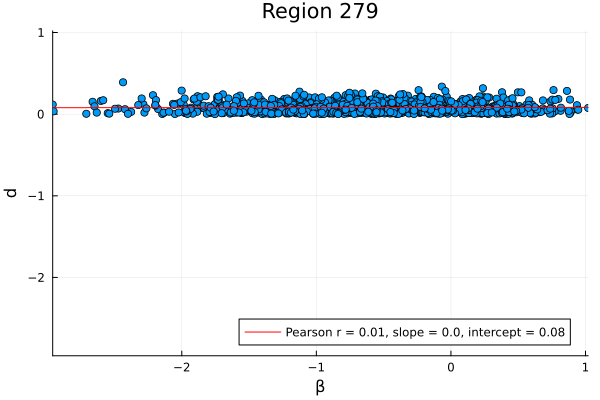 Region 279
1
0
−1
−2
d
Pearson r = 0.01, slope = 0.0, intercept = 0.08
−2
−1
0
1
β